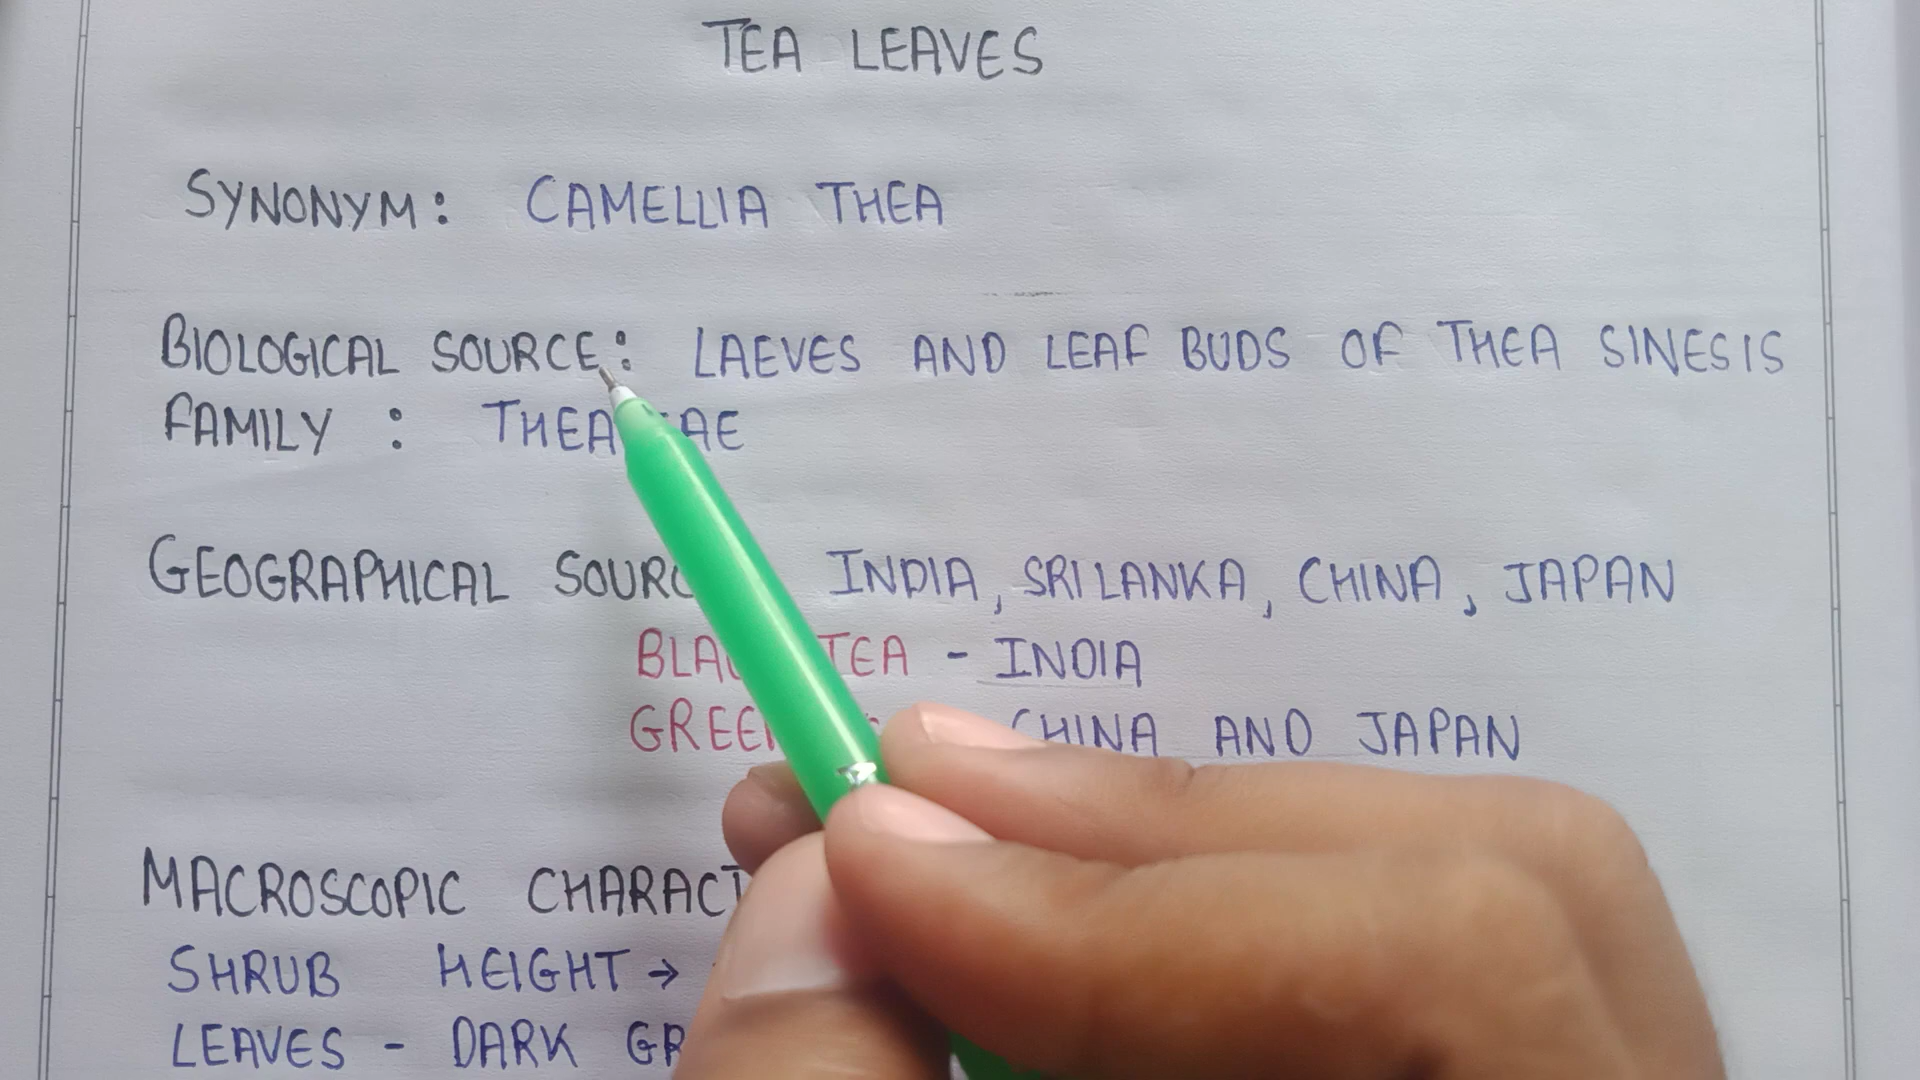 TEA LEAVES
SYNONYM: CAMELLIA THEA
BIOLOGICAL SOURCE: LAEVES AND LEAF BUDS OF THEA SINESIS
FAMILY :
GEOGRAPHICAL INDIA, SRILANKA, CHINA, JAPAN
TEA - INDIA
CHINA AND JAPAN
MACROSCOPIC
SHRUB HEIGHT →
LEAVES - DARK